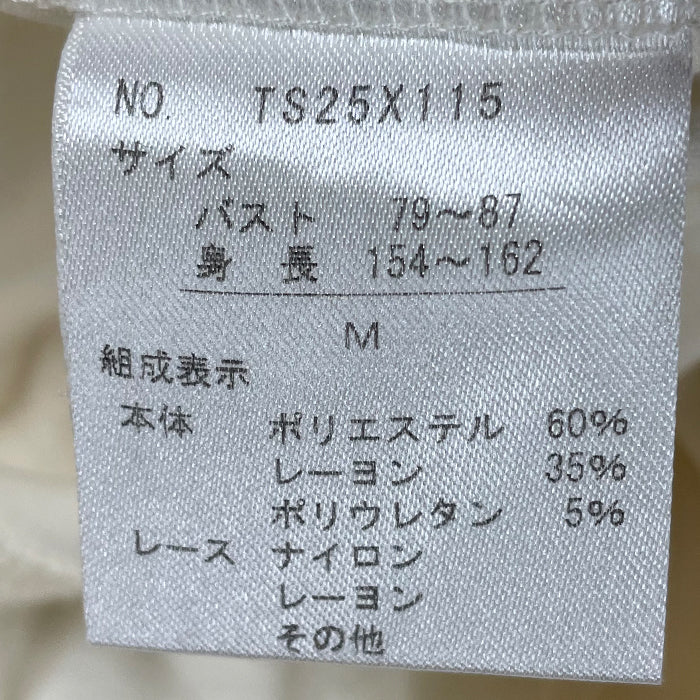 NO. TS25X115
サイズ
バスト 79～87
身長 154～162
M
組成表示
本体 ポリエステル 60%
レーヨン 35%
ポリウレタン 5%
レース ナイロン
レーヨン
その他